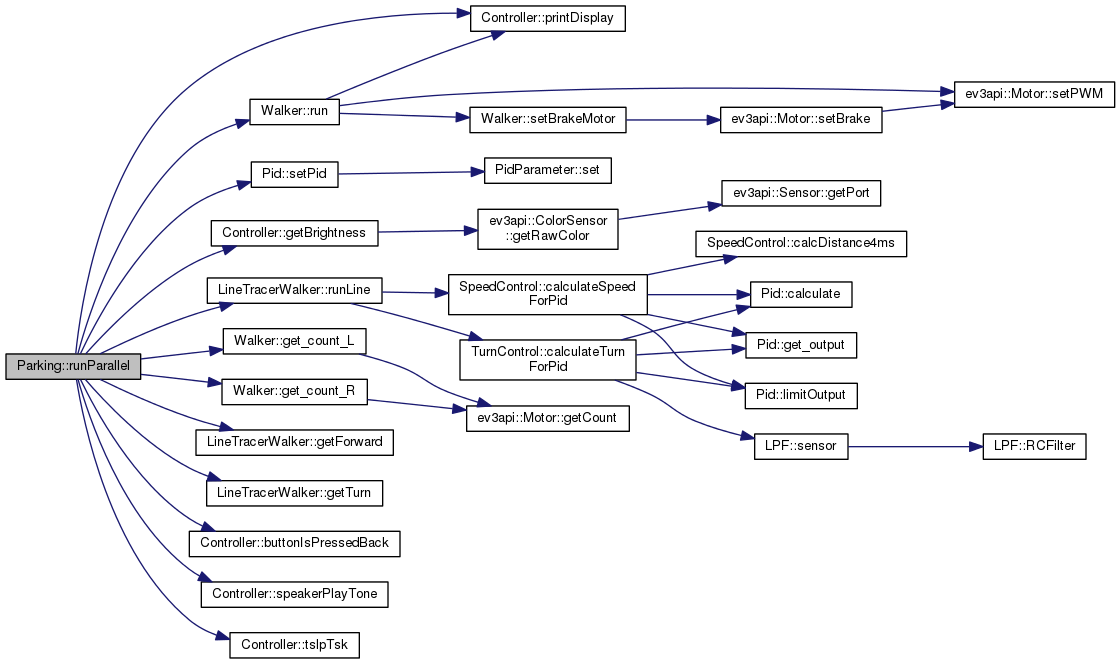 Parking::runParallel
Controller::printDisplay
Walker::run
ev3api::Motor::setPWM
Walker::setBrakeMotor
ev3api::Motor::setBrake
Pid::setPid
PidParameter::set
Controller::getBrightness
ev3api::ColorSensor
::getRawColor
ev3api::Sensor::getPort
LineTracerWalker::runLine
SpeedControl::calculateSpeed
ForPid
SpeedControl::calcDistance4ms
Pid::calculate
Pid::get_output
Pid::limitOutput
TurnControl::calculateTurn
ForPid
LPF::sensor
LPF::RCFilter
Walker::get_count_L
Walker::get_count_R
ev3api::Motor::getCount
LineTracerWalker::getForward
LineTracerWalker::getTurn
Controller::buttonIsPressedBack
Controller::speakerPlayTone
Controller::tslpTsk